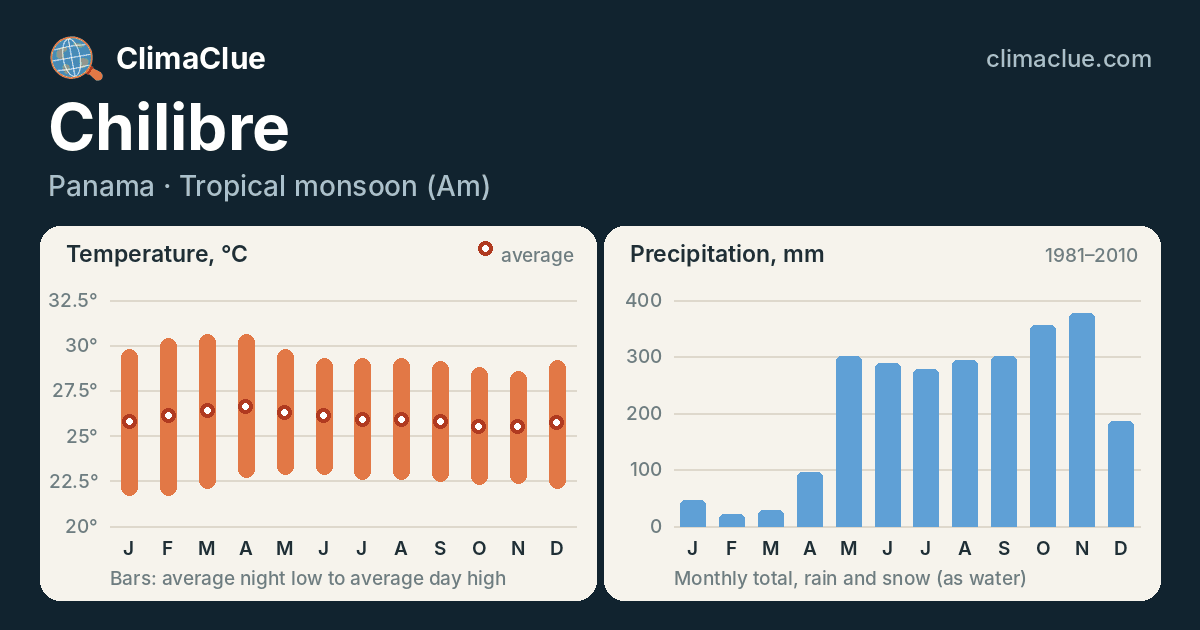 ClimaClue
climaclue.com
Chilibre
Panama · Tropical monsoon (Am)
Temperature, °C
average
32.5°
30°
27.5°
25°
22.5°
20°
J F M A M J J A S O N D
Bars: average night low to average day high
Precipitation, mm
1981–2010
400
300
200
100
0
J F M A M J J A S O N D
Monthly total, rain and snow (as water)